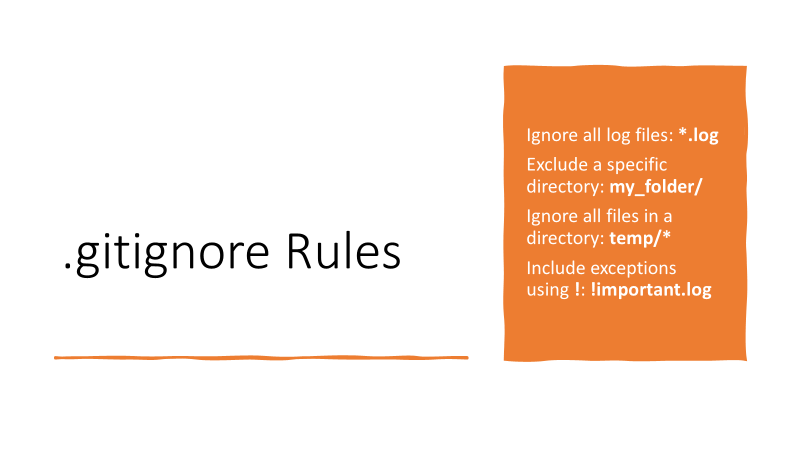 .gitignore Rules
Ignore all log files: *.log
Exclude a specific
directory: my_folder/
Ignore all files in a
directory: temp/*
Include exceptions
using !: !important.log